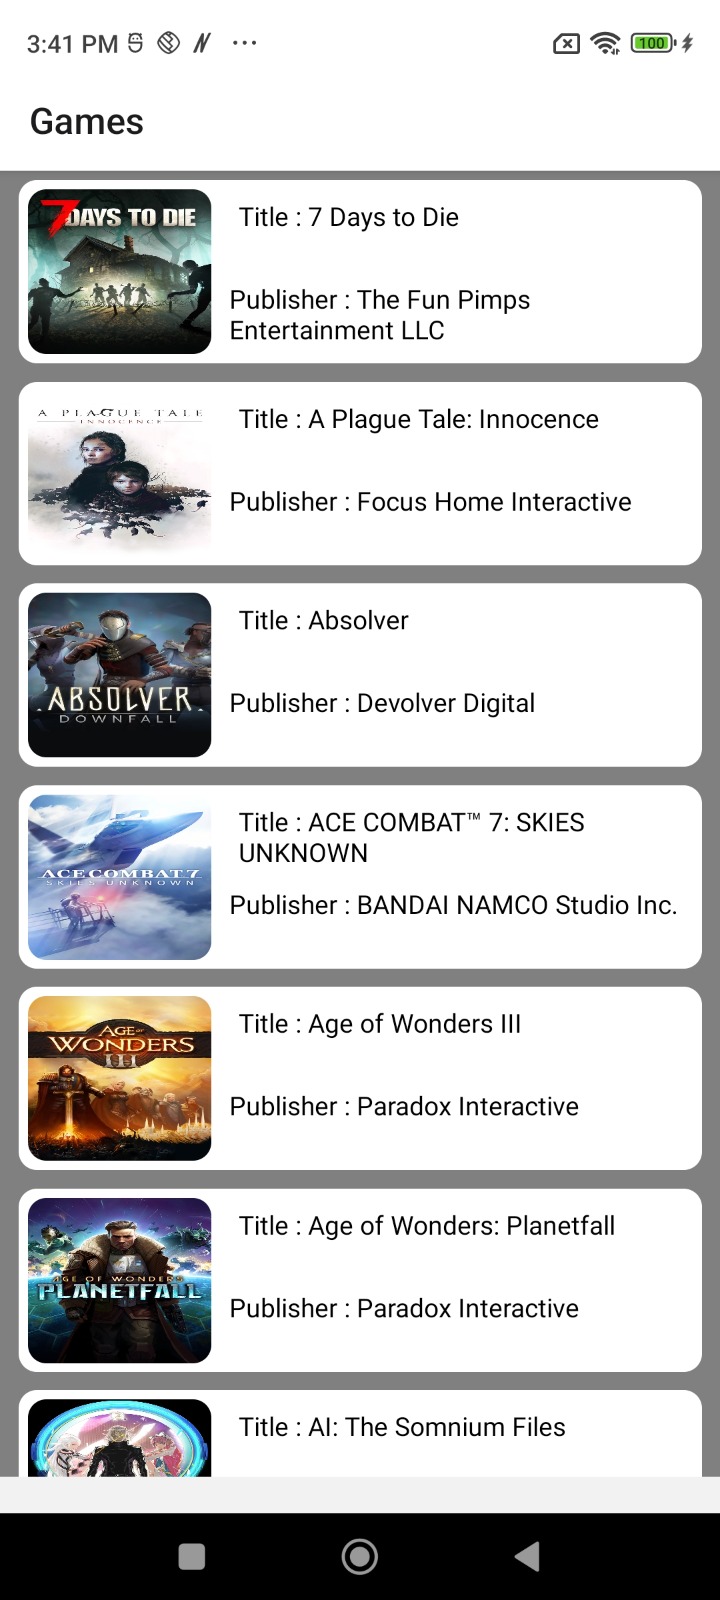 3:41 PM
100
Games
7 DAYS TO DIE
Title : 7 Days to Die
Publisher : The Fun Pimps
Entertainment LLC
A PLAGUE TALE
INNOCENCE
Title : A Plague Tale: Innocence
Publisher : Focus Home Interactive
ABSOLVER
DOWNFALL
Title : Absolver
Publisher : Devolver Digital
ACE COMBAT 7
SKIES UNKNOWN
Title : ACE COMBAT™ 7: SKIES
UNKNOWN
Publisher : BANDAI NAMCO Studio Inc.
AGE OF
WONDERS
III
Title : Age of Wonders III
Publisher : Paradox Interactive
AGE OF WONDERS
PLANETFALL
Title : Age of Wonders: Planetfall
Publisher : Paradox Interactive
Title : AI: The Somnium Files